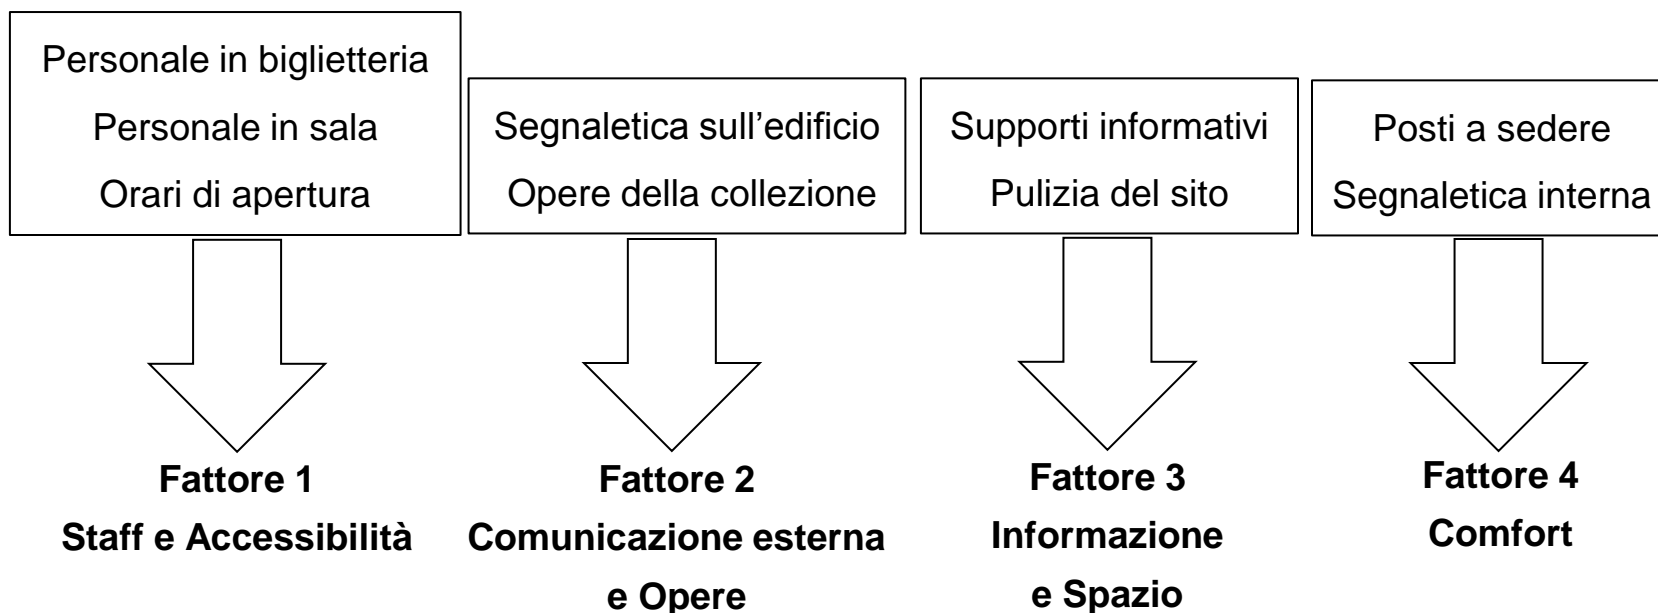 Personale in biglietteria
Personale in sala
Orari di apertura
Segnaletica sull’edificio
Opere della collezione
Supporti informativi
Pulizia del sito
Posti a sedere
Segnaletica interna
Fattore 1
Staff e Accessibilità
Fattore 2
Comunicazione esterna
e Opere
Fattore 3
Informazione
e Spazio
Fattore 4
Comfort